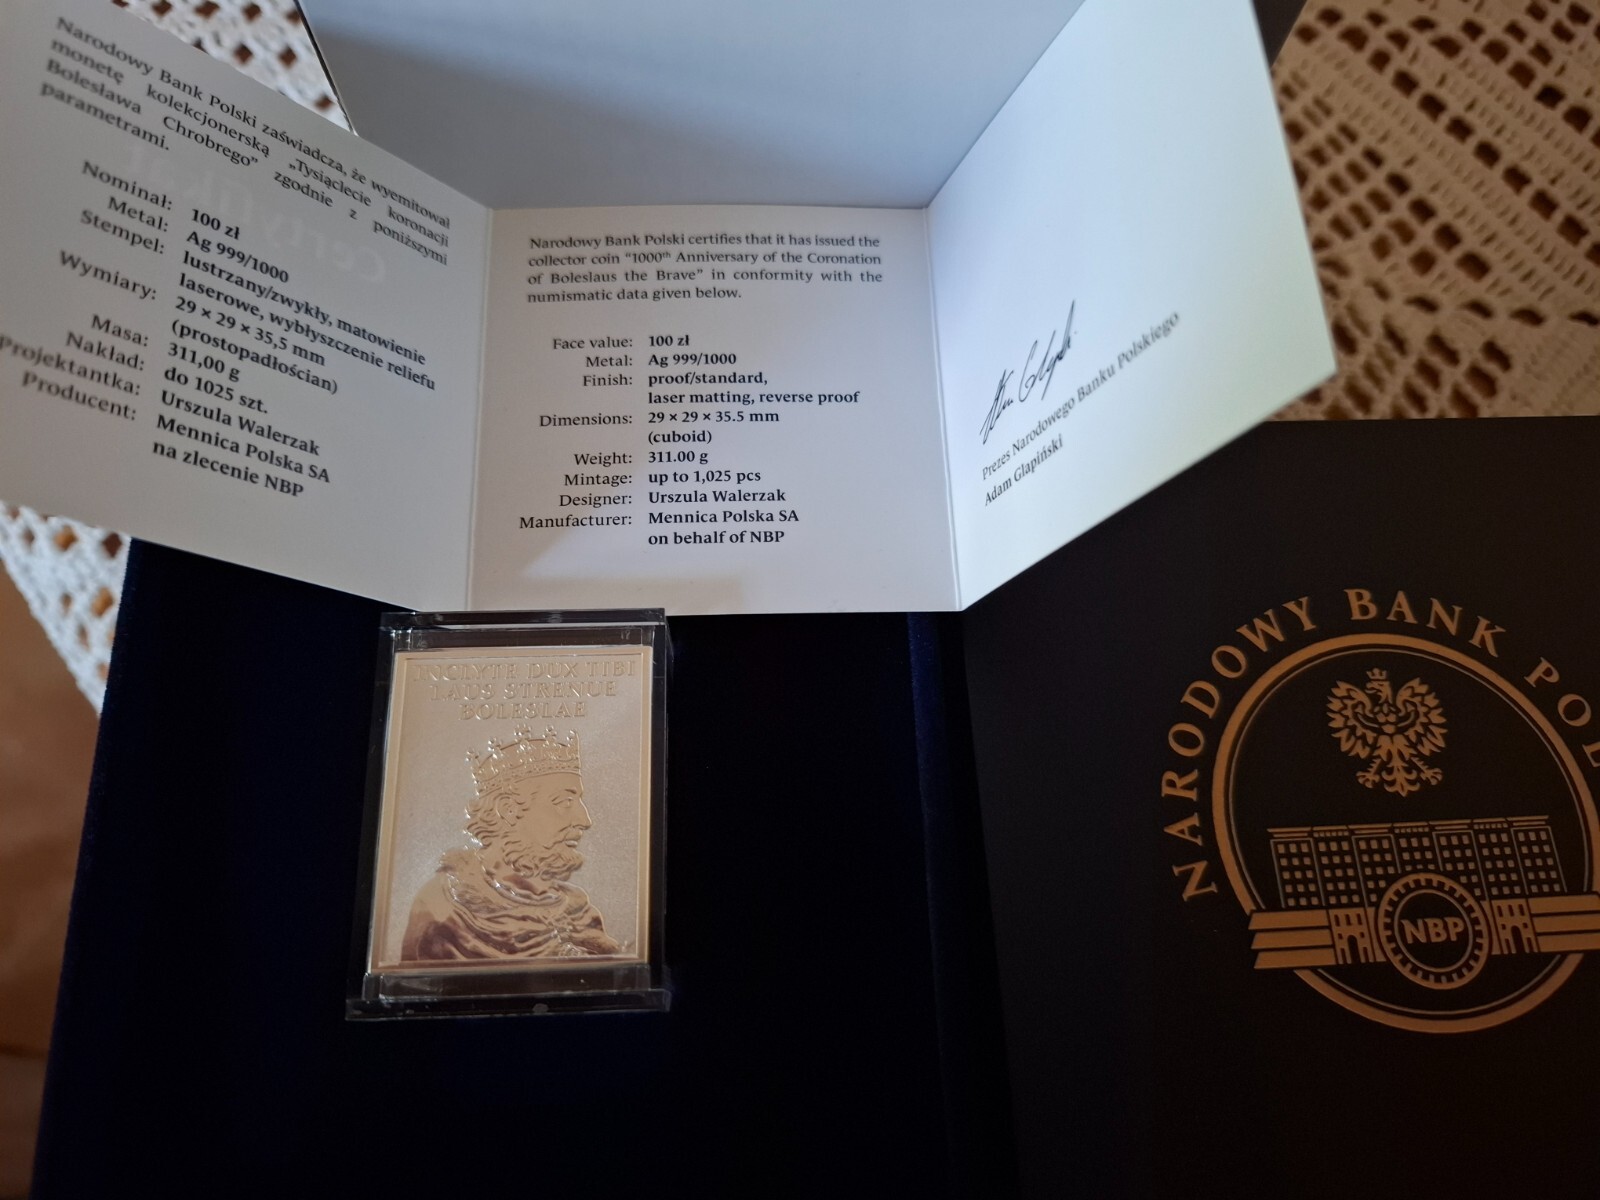 Narodowy Bank Polski zaświadcza, że wyemitował
monetę kolekcjonerską „Tysiąclecie koronacji
Bolesława Chrobrego” zgodnie z poniższymi
parametrami.
Nominał: 100 zł
Metal: Ag 999/1000
Stempel: lustrzany/zwykły, matowienie
laserowe, wybłyszczenie reliefu
Wymiary: 29 × 29 × 35,5 mm
(prostopadłościan)
Masa: 311,00 g
Nakład: do 1025 szt.
Projektantka: Urszula Walerzak
Producent: Mennica Polska SA
na zlecenie NBP
Narodowy Bank Polski certifies that it has issued the
collector coin “1000th Anniversary of the Coronation
of Boleslaus the Brave” in conformity with the
numismatic data given below.
Face value: 100 zł
Metal: Ag 999/1000
Finish: proof/standard,
laser matting, reverse proof
Dimensions: 29 × 29 × 35.5 mm
(cuboid)
Weight: 311.00 g
Mintage: up to 1,025 pcs
Designer: Urszula Walerzak
Manufacturer: Mennica Polska SA
on behalf of NBP
Prezes Narodowego Banku Polskiego
Adam Glapiński
INCLYTE DUX TIBI
LAUS STRENUE
BOLESLAE
NARODOWY BANK POL
NBP